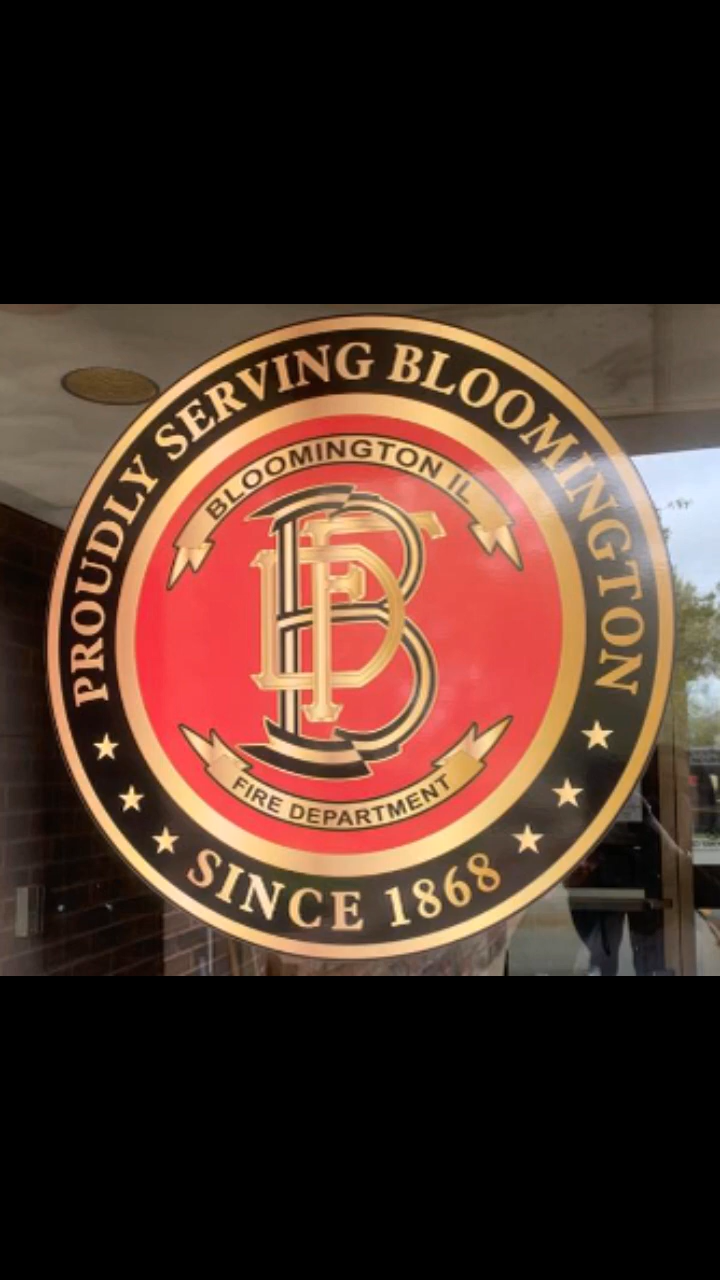 PROUDLY SERVING BLOOMINGTON
BLOOMINGTON IL
BFD
FIRE DEPARTMENT
SINCE 1868